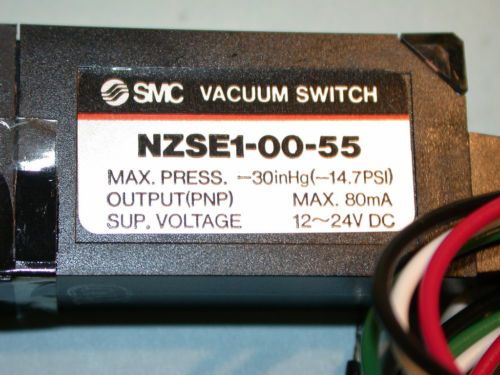 SMC VACUUM SWITCH
NZSE1-00-55
MAX. PRESS. -30inHg(-14.7PSI)
OUTPUT(PNP) MAX. 80mA
SUP. VOLTAGE 12~24V DC